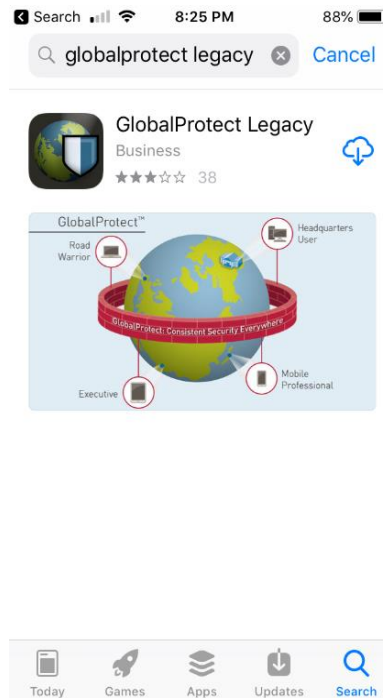 Search 8:25 PM 88%
globalprotect legacy Cancel
GlobalProtect Legacy
Business
38
GlobalProtect™
Road
Warrior
Headquarters
User
GlobalProtect: Consistent Security Everywhere
Executive
Mobile
Professional
Today Games Apps Updates Search